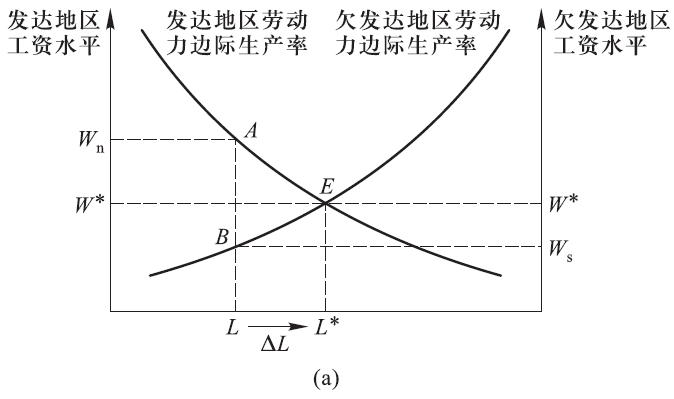 发达地区
工资水平
发达地区劳动
力边际生产率
欠发达地区劳动
力边际生产率
欠发达地区
工资水平
A
Wn
E
W*
W*
B
Ws
L
L*
ΔL
(a)